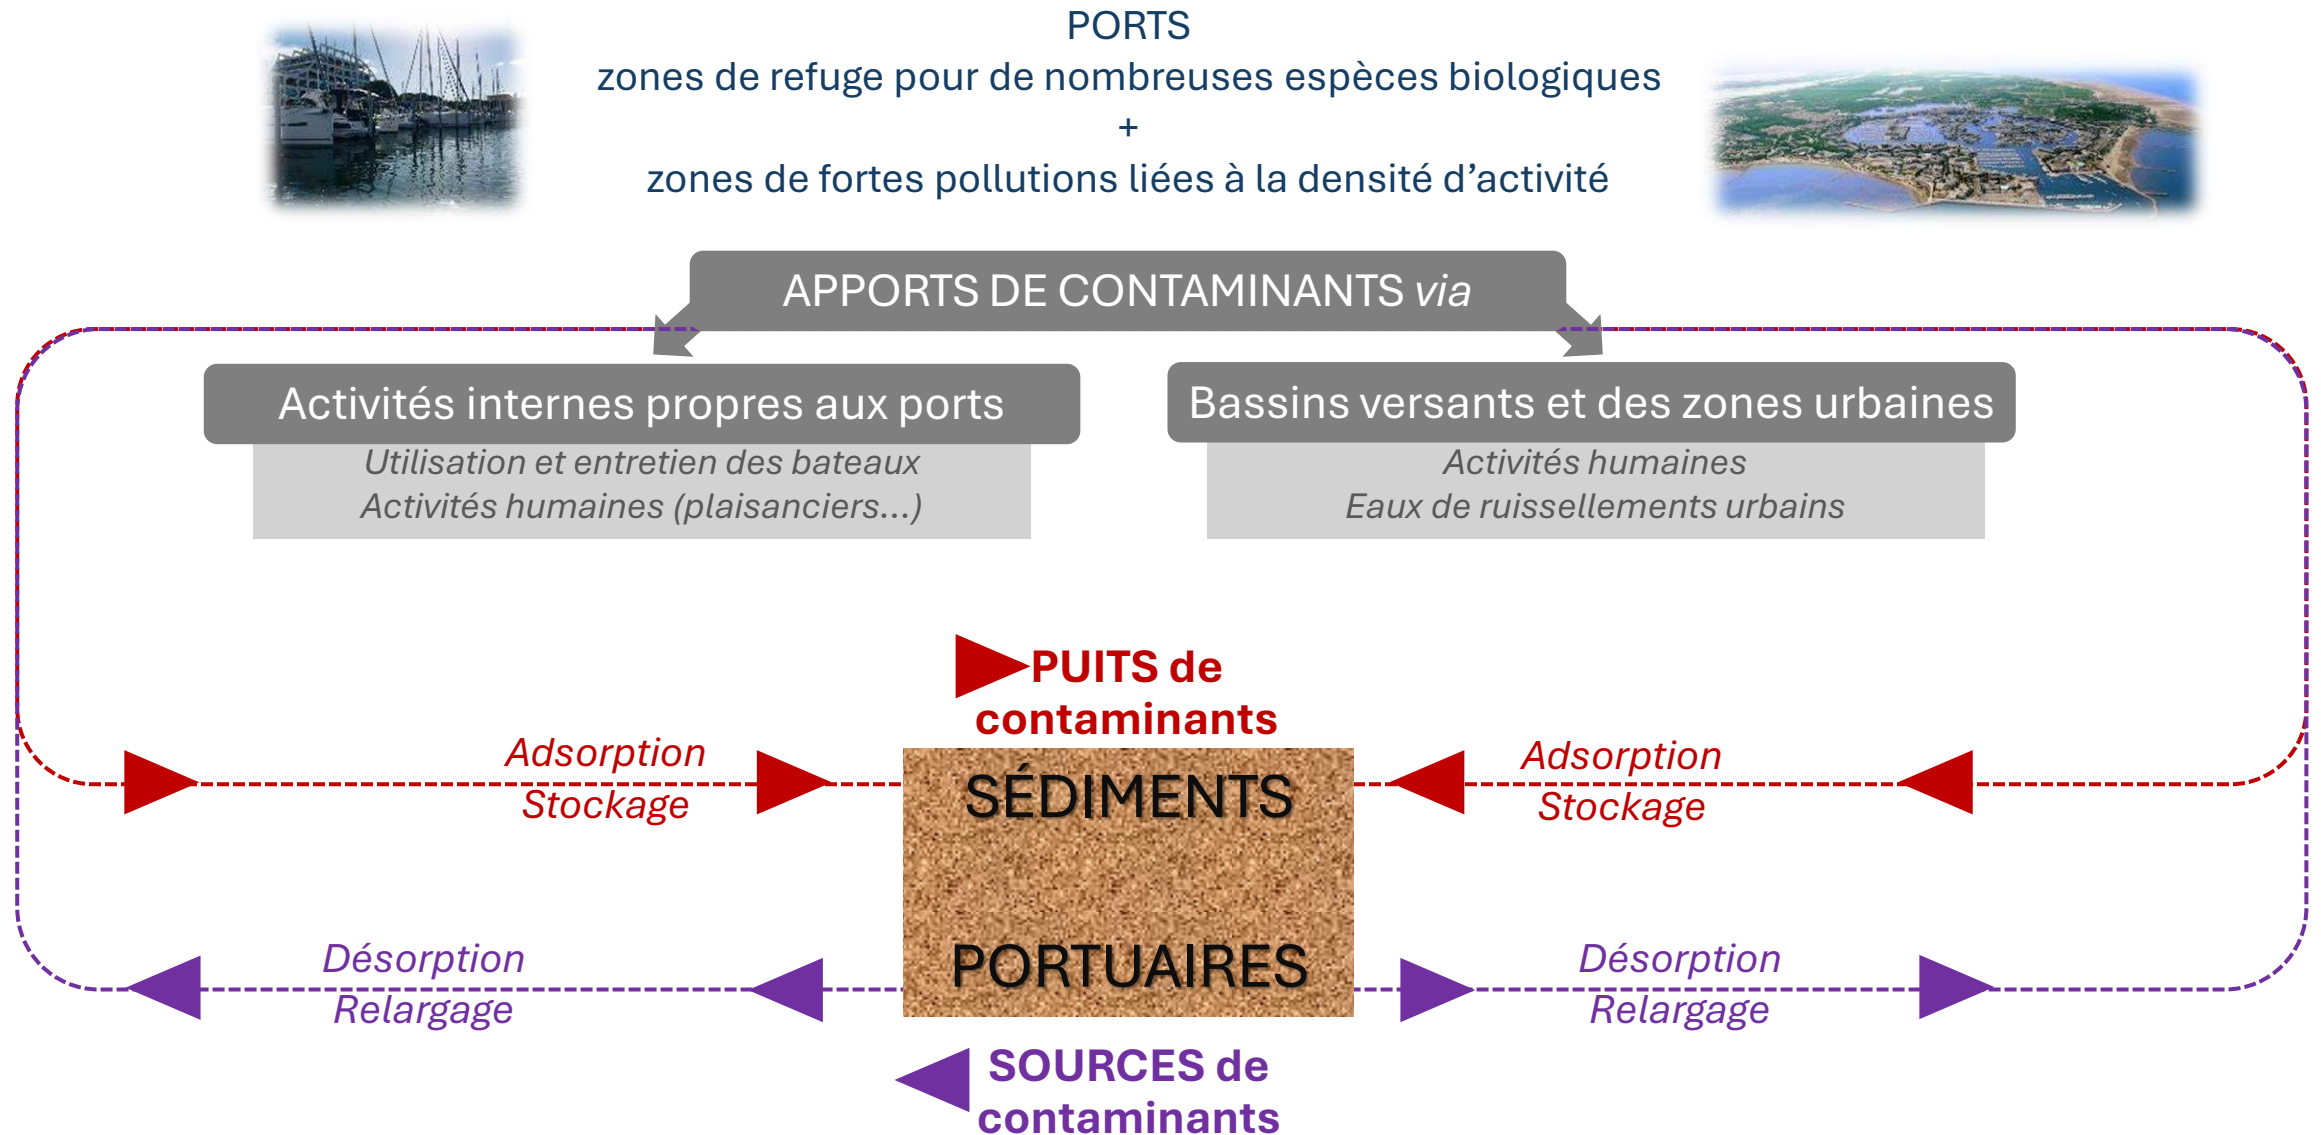 PORTS
zones de refuge pour de nombreuses espèces biologiques
+
zones de fortes pollutions liées à la densité d’activité
APPORTS DE CONTAMINANTS via
Activités internes propres aux ports
Utilisation et entretien des bateaux
Activités humaines (plaisanciers...)
Bassins versants et des zones urbaines
Activités humaines
Eaux de ruissellements urbains
PUITS de
contaminants
Adsorption
Stockage
SÉDIMENTS
Adsorption
Stockage
Désorption
Relargage
PORTUAIRES
Désorption
Relargage
SOURCES de
contaminants